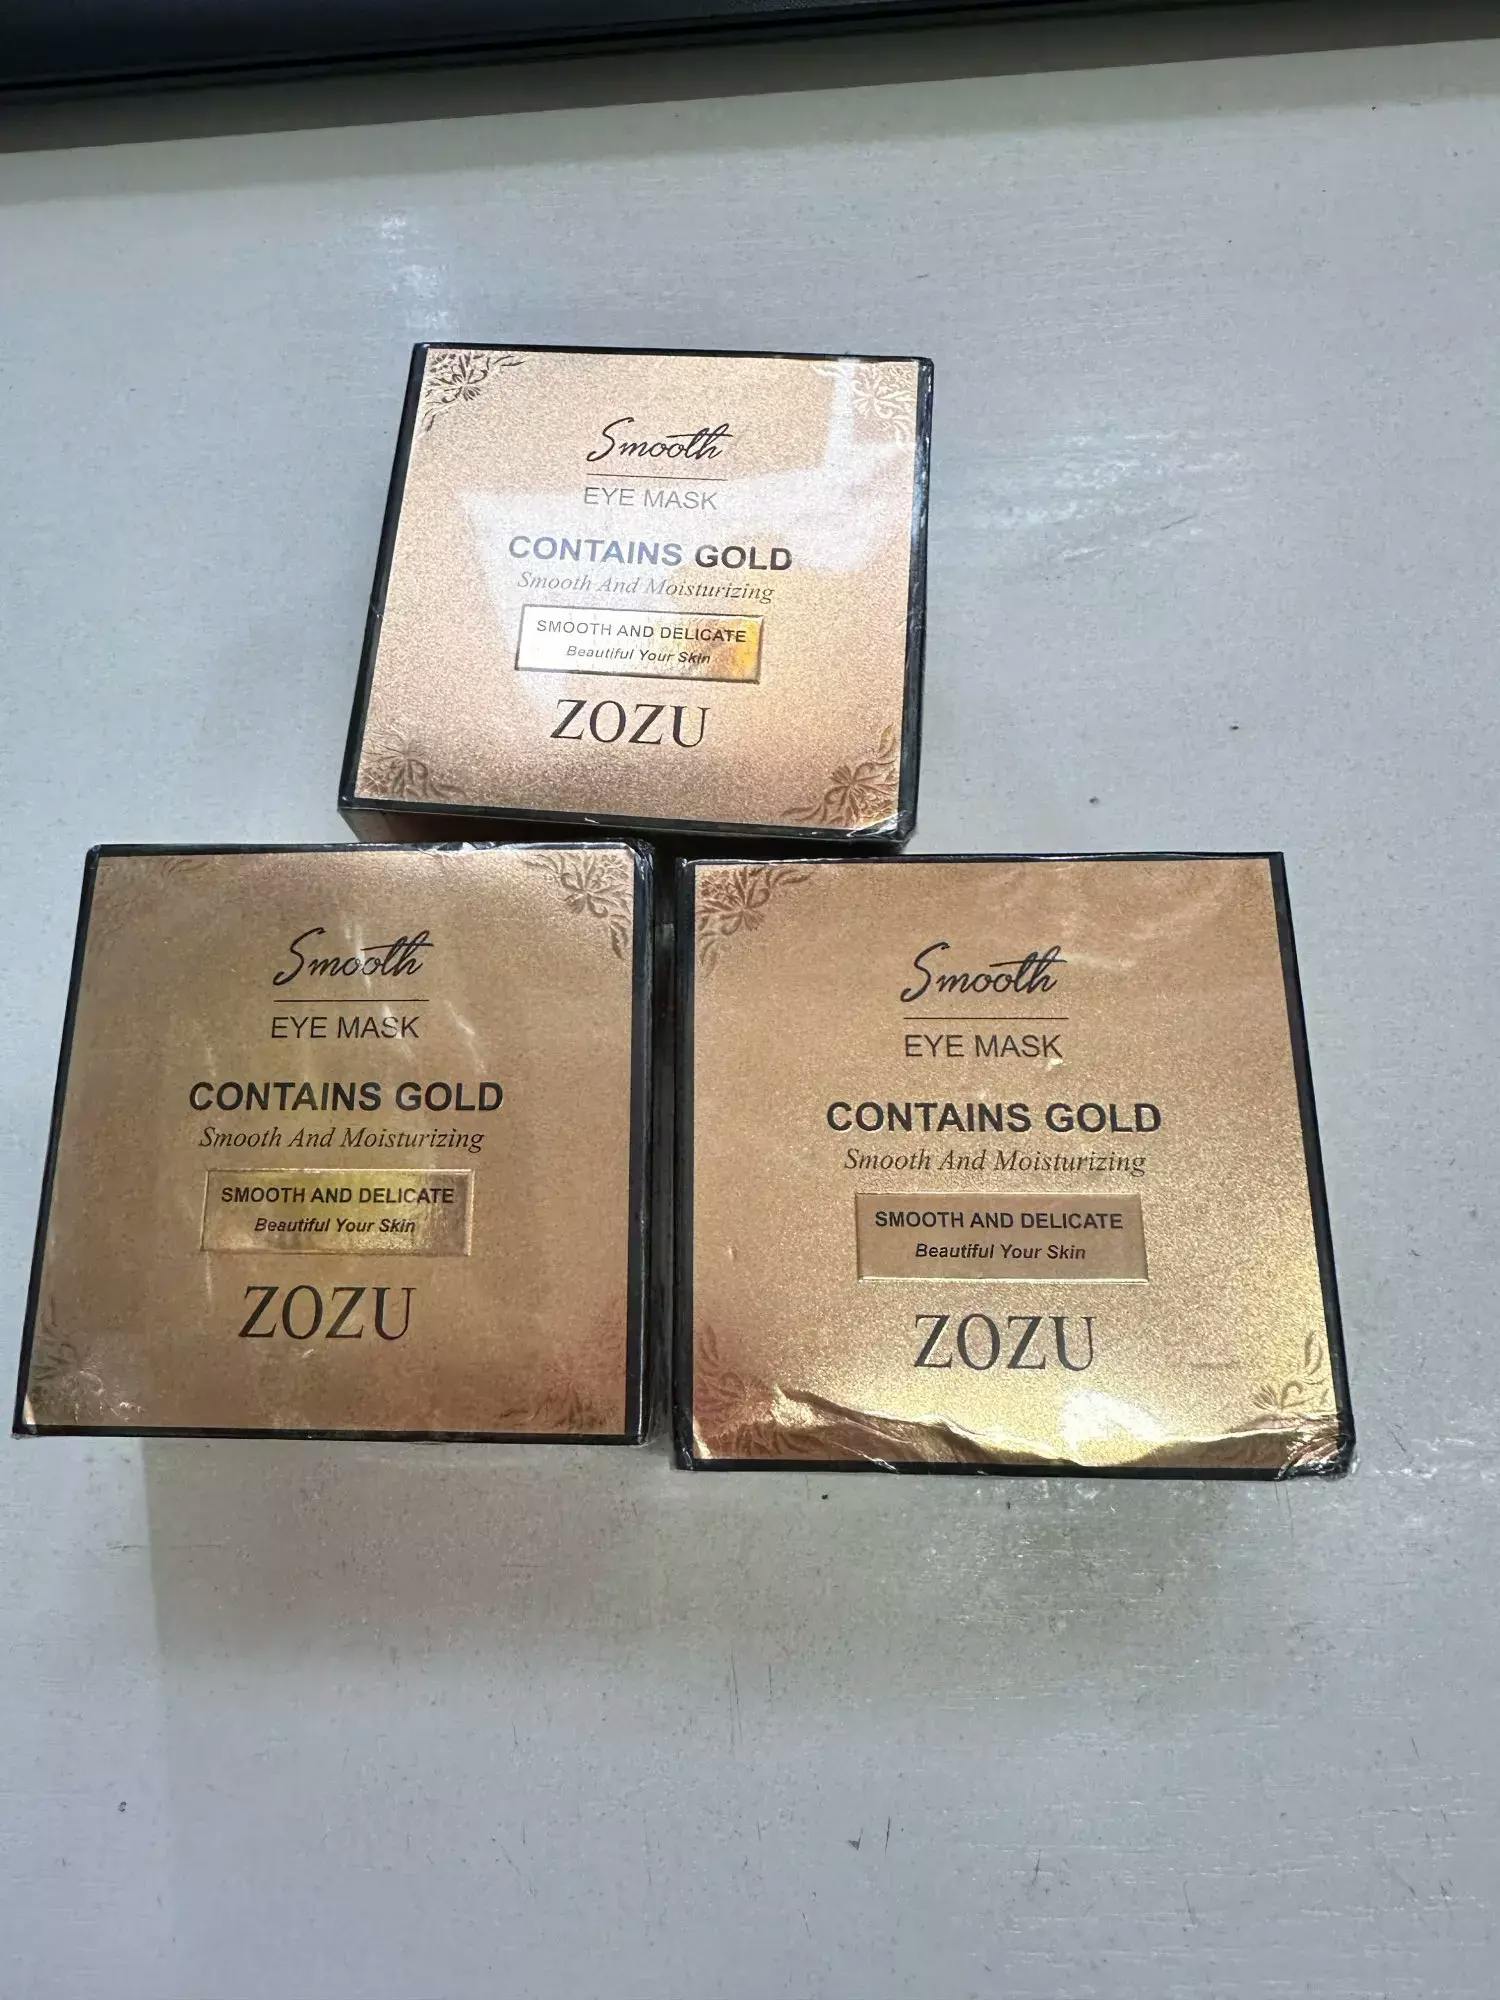 Smooth
EYE MASK
CONTAINS GOLD
Smooth And Moisturizing
SMOOTH AND DELICATE
Beautiful Your Skin
ZOZU
Smooth
EYE MASK
CONTAINS GOLD
Smooth And Moisturizing
SMOOTH AND DELICATE
Beautiful Your Skin
ZOZU
Smooth
EYE MASK
CONTAINS GOLD
Smooth And Moisturizing
SMOOTH AND DELICATE
Beautiful Your Skin
ZOZU